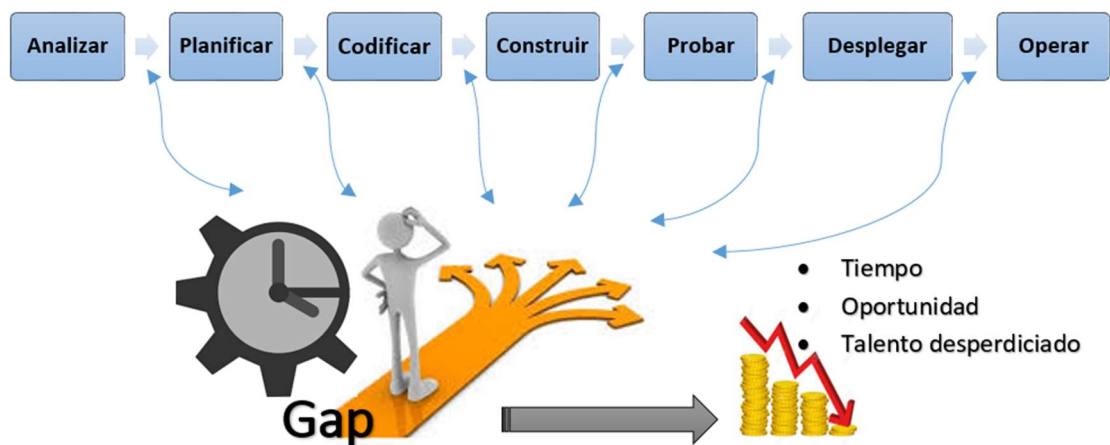 Analizar
Planificar
Codificar
Construir
Probar
Desplegar
Operar
• Tiempo
• Oportunidad
• Talento desperdiciado
Gap